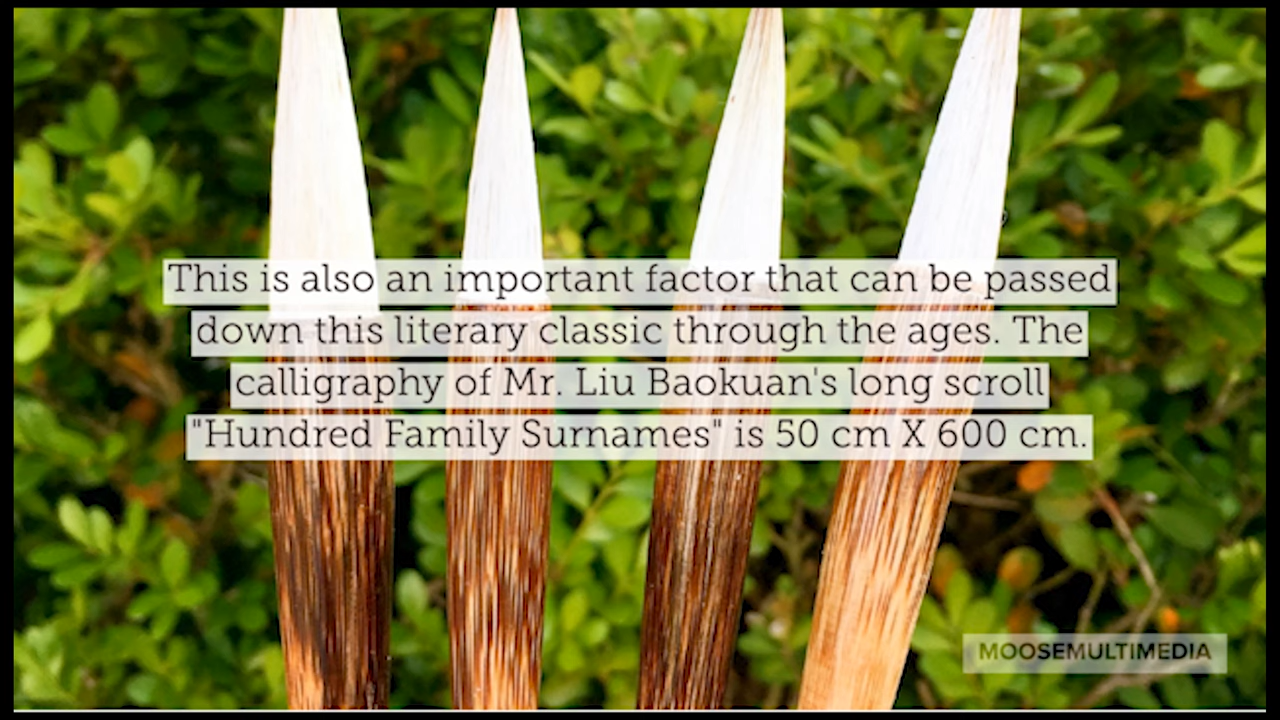 This is also an important factor that can be passed
down this literary classic through the ages. The
calligraphy of Mr. Liu Baokuan's long scroll
"Hundred Family Surnames" is 50 cm X 600 cm.
MOOSEMULTIMEDIA